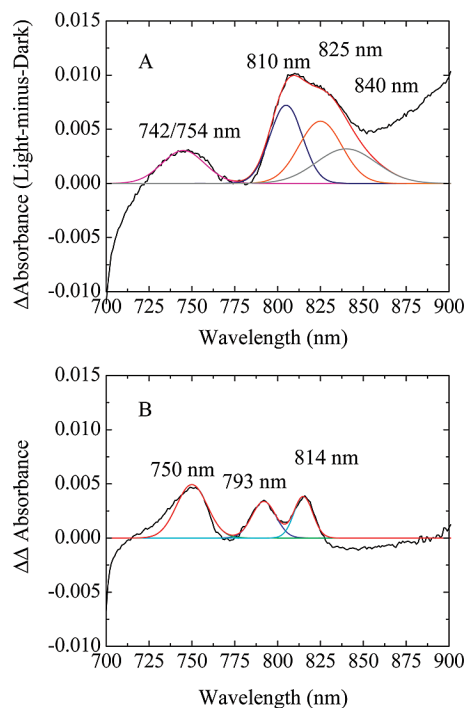 0.015
A
825 nm
810 nm
0.010
840 nm
742/754 nm
0.005
0.000
-0.005
-0.010
700 725 750 775 800 825 850 875 900
Wavelength (nm)
ΔAbsorbance (Light-minus-Dark)
0.015
B
0.010
750 nm
793 nm
814 nm
0.005
0.000
-0.005
-0.010
700 725 750 775 800 825 850 875 900
Wavelength (nm)
ΔΔ Absorbance